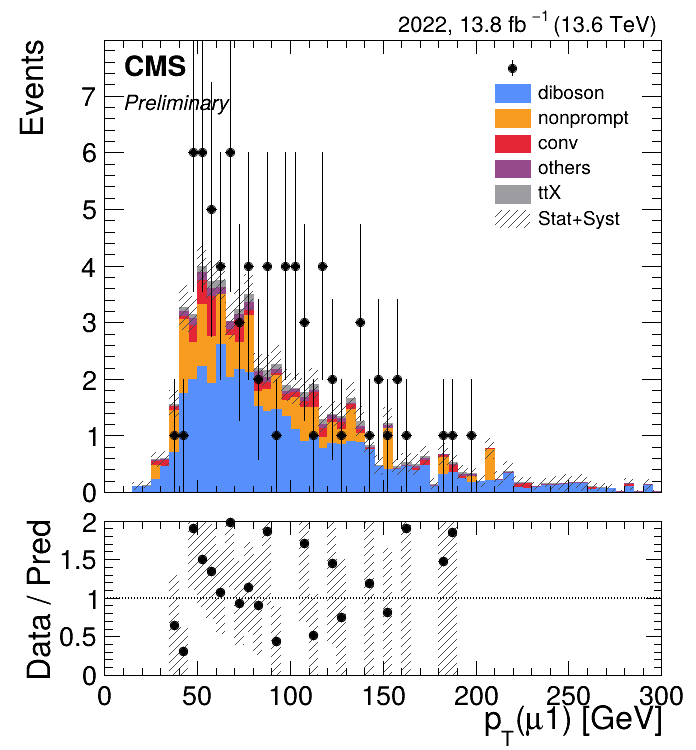 2022, 13.8 fb⁻¹ (13.6 TeV)
CMS
Preliminary
diboson
nonprompt
conv
others
ttX
Stat+Syst
Events
7
6
5
4
3
2
1
0
Data / Pred
2
1.5
1
0.5
0
0 50 100 150 200 250 300
p_T(μ1) [GeV]